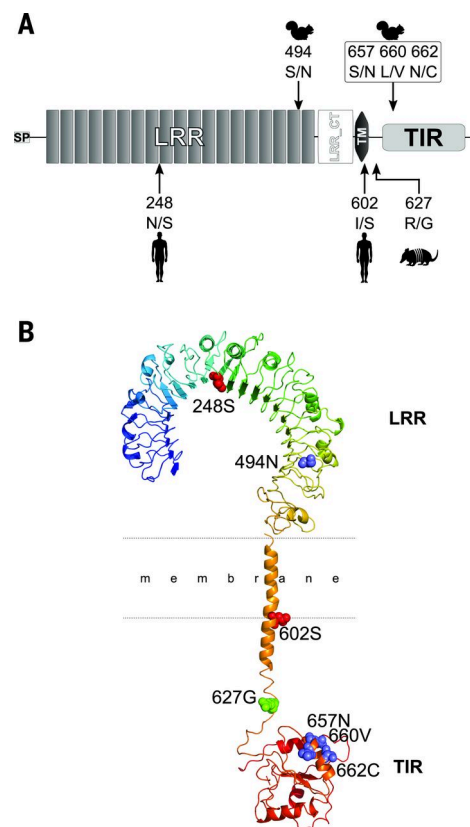 A
494
S/N
657 660 662
S/N L/V N/C
SP
LRR
LRR_CT
TM
TIR
248
N/S
602
I/S
627
R/G
B
248S
LRR
494N
m e m b r a n e
602S
627G
657N
660V
662C
TIR